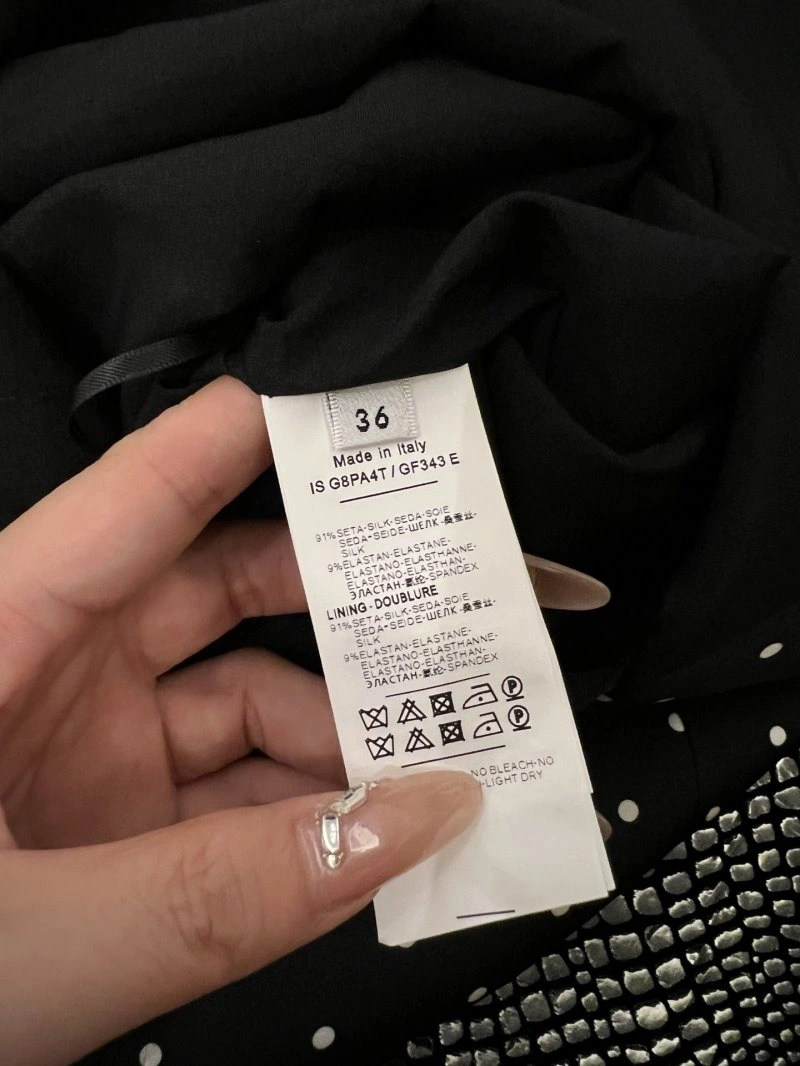 36
Made in Italy
IS G8PA4T / GF343 E
91%SETA-SILK-SEDA-SOIE
SEDA-SEIDE-ШЕЛК-桑蚕丝-
SILK
9%ELASTAN-ELASTANE-
ELASTANO-ELASTHANNE-
ELASTANO-ELASTHAN-
ЭЛАСТАН-氨纶-SPANDEX
LINING-DOUBLURE
91%SETA-SILK-SEDA-SOIE
SEDA-SEIDE-ШЕЛК-桑蚕丝-
SILK
9%ELASTAN-ELASTANE-
ELASTANO-ELASTHANNE-
ELASTANO-ELASTHAN-
ЭЛАСТАН-氨纶-SPANDEX
P
P
NO BLEACH-NO
-LIGHT DRY